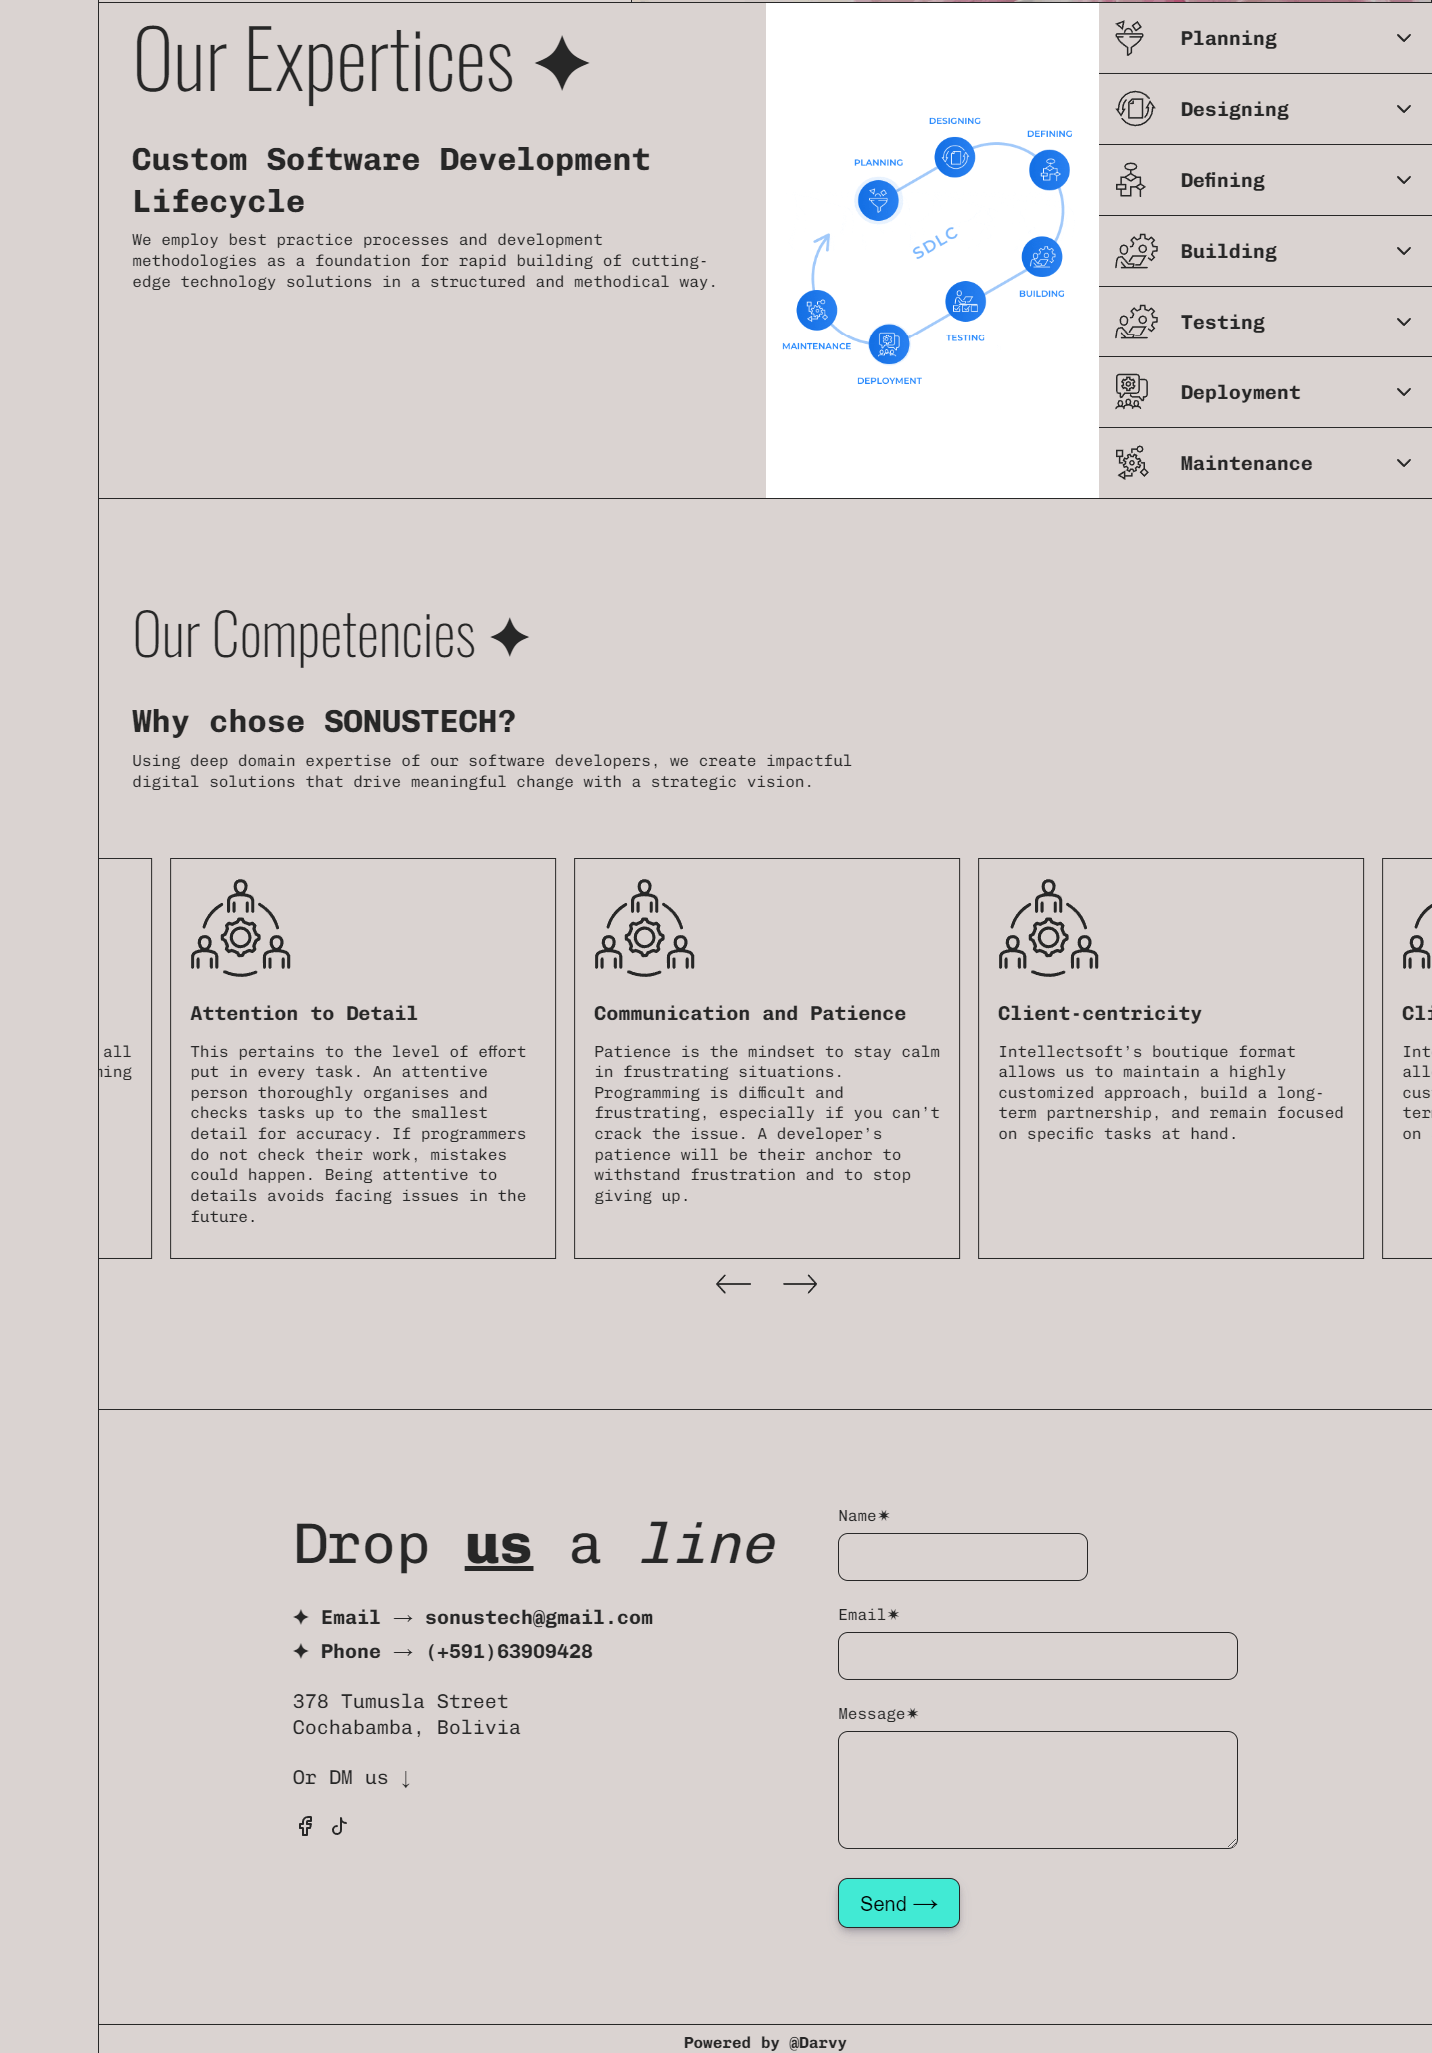 Our Expertices ✦
Custom Software Development
Lifecycle
We employ best practice processes and development
methodologies as a foundation for rapid building of cutting-
edge technology solutions in a structured and methodical way.
DESIGNING
DEFINING
PLANNING
SDLC
BUILDING
TESTING
MAINTENANCE
DEPLOYMENT
Planning
Designing
Defining
Building
Testing
Deployment
Maintenance
Our Competencies ✦
Why chose SONUSTECH?
Using deep domain expertise of our software developers, we create impactful
digital solutions that drive meaningful change with a strategic vision.
all
Attention to Detail
This pertains to the level of effort
put in every task. An attentive
person thoroughly organises and
checks tasks up to the smallest
detail for accuracy. If programmers
do not check their work, mistakes
could happen. Being attentive to
details avoids facing issues in the
future.
Communication and Patience
Patience is the mindset to stay calm
in frustrating situations.
Programming is difficult and
frustrating, especially if you can't
crack the issue. A developer's
patience will be their anchor to
withstand frustration and to stop
giving up.
Client-centricity
Intellectsoft's boutique format
allows us to maintain a highly
customized approach, build a long-
term partnership, and remain focused
on specific tasks at hand.
on
← →
Drop us a line
✦ Email → sonustech@gmail.com
✦ Phone → (+591)63909428
378 Tumusla Street
Cochabamba, Bolivia
Or DM us ↓
Name✷
Email✷
Message✷
Send →
Powered by @Darvy